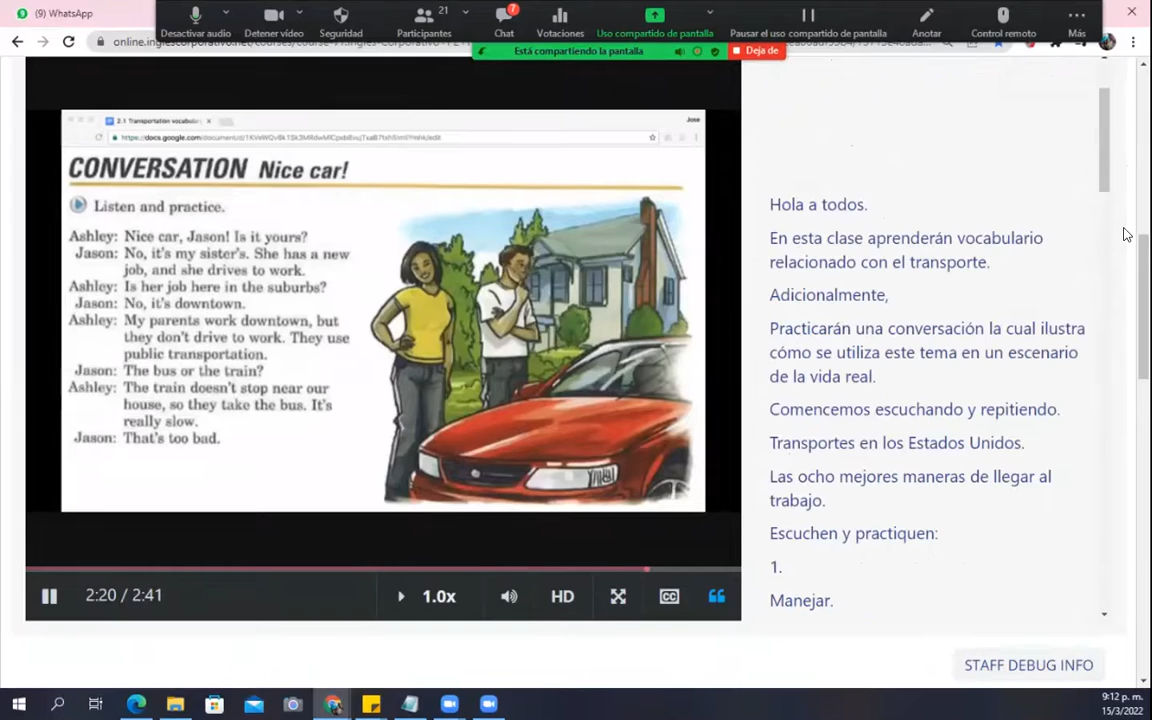 (9) WhatsApp
Desactivar audio
Detener video
Seguridad
21
Participantes
7
Chat
Votaciones
Uso compartido de pantalla
Pausar el uso compartido de pantalla
Anotar
Control remoto
Más
Está compartiendo la pantalla
Deja de
Jose
CONVERSATION Nice car!
Listen and practice.
Ashley: Nice car, Jason! Is it yours?
Jason: No, it's my sister's. She has a new
job, and she drives to work.
Ashley: Is her job here in the suburbs?
Jason: No, it's downtown.
Ashley: My parents work downtown, but
they don't drive to work. They use
public transportation.
Jason: The bus or the train?
Ashley: The train doesn't stop near our
house, so they take the bus. It's
really slow.
Jason: That's too bad.
2:20 / 2:41
1.0x
HD
CC
Hola a todos.
En esta clase aprenderán vocabulario
relacionado con el transporte.
Adicionalmente,
Practicarán una conversación la cual ilustra
cómo se utiliza este tema en un escenario
de la vida real.
Comencemos escuchando y repitiendo.
Transportes en los Estados Unidos.
Las ocho mejores maneras de llegar al
trabajo.
Escuchen y practiquen:
1.
Manejar.
STAFF DEBUG INFO
9:12 p. m.
15/3/2022